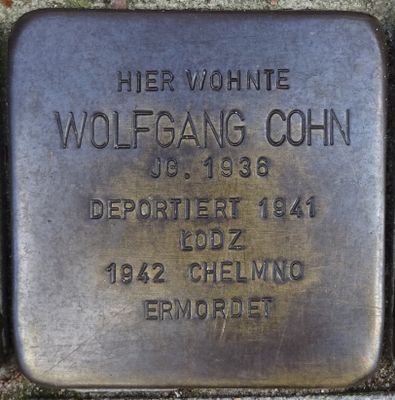 HIER WOHNTE
WOLFGANG COHN
JG. 1936
DEPORTIERT 1941
ŁODZ
1942 CHELMNO
ERMORDET